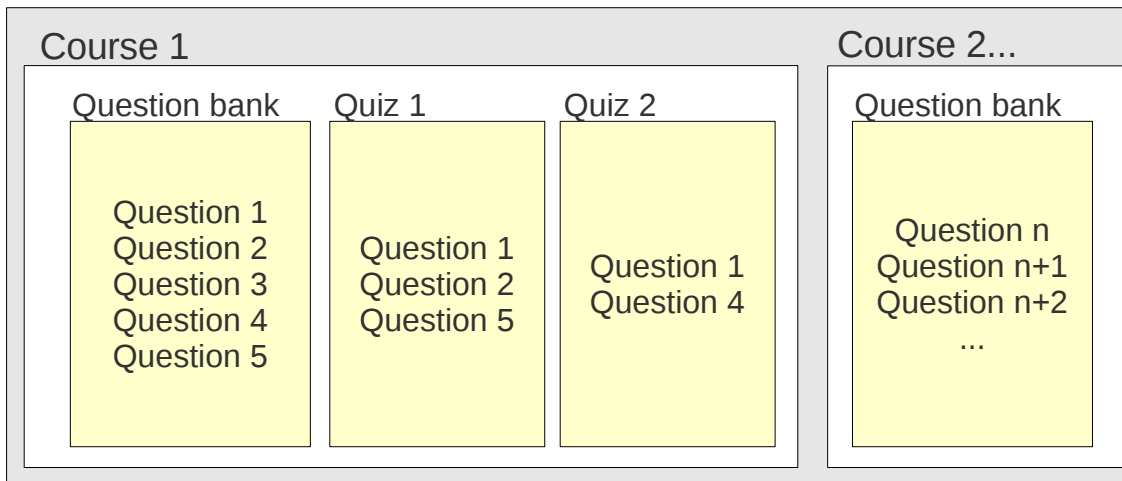 Course 1
Question bank
Question 1
Question 2
Question 3
Question 4
Question 5
Quiz 1
Question 1
Question 2
Question 5
Quiz 2
Question 1
Question 4
Course 2...
Question bank
Question n
Question n+1
Question n+2
...